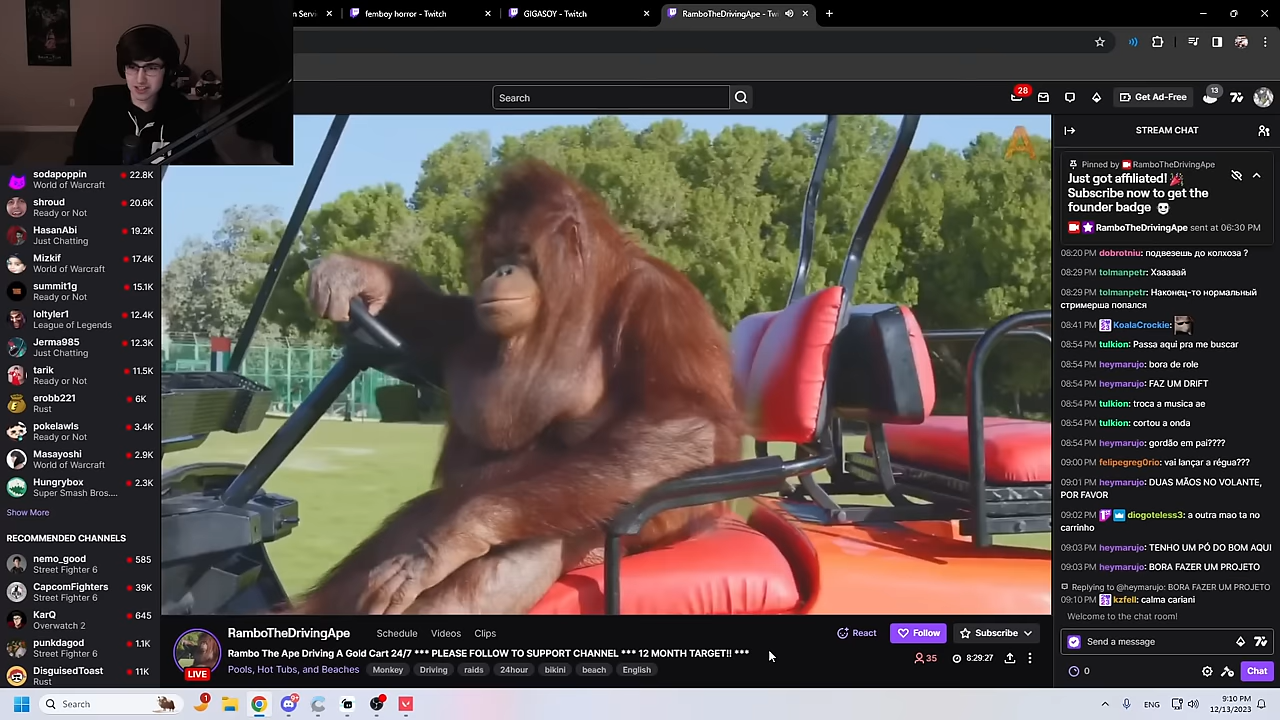 n Serv
femboy horror - Twitch
GIGASOY - Twitch
RamboTheDrivingApe - Twi
Search
28
Get Ad-Free
13
sodapoppin 22.8K
World of Warcraft
shroud 20.6K
Ready or Not
HasanAbi 19.2K
Just Chatting
Mizkif 17.4K
Ready or Not
summit1g 15.1K
Ready or Not
loltyler1 12.4K
League of Legends
Jerma985 12.3K
Just Chatting
tarik 11.5K
Ready or Not
erobb221 6K
Rust
pokelawls 3.4K
Ready or Not
Masayoshi 2.9K
World of Warcraft
Hungrybox 2.3K
Super Smash Bros....
Show More
RECOMMENDED CHANNELS
nemo_good 585
Street Fighter 6
CapcomFighters 39K
Street Fighter 6
KarQ 645
Overwatch 2
punkdagod 1.1K
Street Fighter 6
DisguisedToast 11K
Rust
RamboTheDrivingApe
Schedule Videos Clips
React
Follow
Subscribe
Rambo The Ape Driving A Gold Cart 24/7 *** PLEASE FOLLOW TO SUPPORT CHANNEL *** 12 MONTH TARGET!! ***
Pools, Hot Tubs, and Beaches Monkey Driving raids 24hour bikini beach English
35 8:29:27
LIVE
STREAM CHAT
Pinned by RamboTheDrivingApe
Just got affiliated!
Subscribe now to get the
founder badge
RamboTheDrivingApe sent at 06:30 PM
08:20 PM dobrotniu: подвезешь до колхоза ?
08:29 PM tolmanpetr: Хааааай
08:29 PM tolmanpetr: Наконец-то нормальный
стримерша попался
08:41 PM KoalaCrockie:
08:54 PM tulkion: Passa aqui pra me buscar
08:54 PM heymarujo: bora de role
08:54 PM heymarujo: FAZ UM DRIFT
08:54 PM tulkion: troca a musica ae
08:54 PM tulkion: cortou a onda
08:54 PM heymarujo: gordão em pai????
09:00 PM felipegreg0rio: vai lançar a régua???
09:01 PM heymarujo: DUAS MÃOS NO VOLANTE,
POR FAVOR
09:02 PM diogoteless3: a outra mao ta no
carrinho
09:03 PM heymarujo: TENHO UM PÓ DO BOM AQUI
09:03 PM heymarujo: BORA FAZER UM PROJETO
Replying to @heymarujo: BORA FAZER UM PROJETO
09:10 PM kzfell: calma cariani
Welcome to the chat room!
Send a message
0
Chat
Search
1
ENG
9:10 PM
12/13/2023